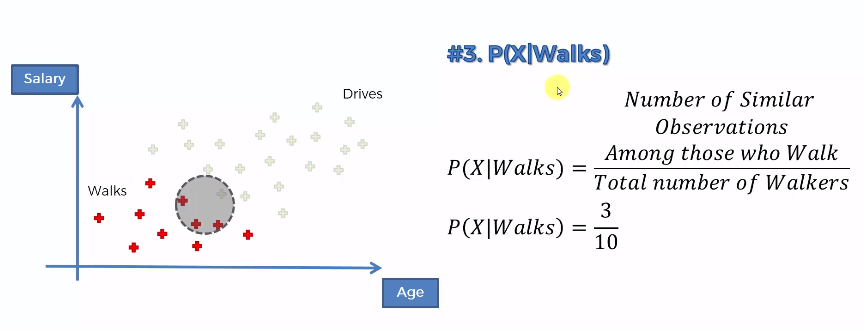 Salary
Drives
Walks
Age
#3. P(X|Walks)
P(X|Walks) = Number of Similar
Observations
Among those who Walk
Total number of Walkers
P(X|Walks) = 3
10